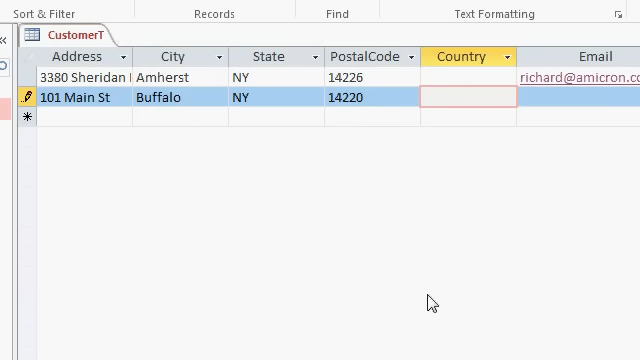 Sort & Filter Records Find Text Formatting
CustomerT
Address City State PostalCode Country Email
3380 Sheridan Amherst NY 14226 richard@amicron.co
101 Main St Buffalo NY 14220